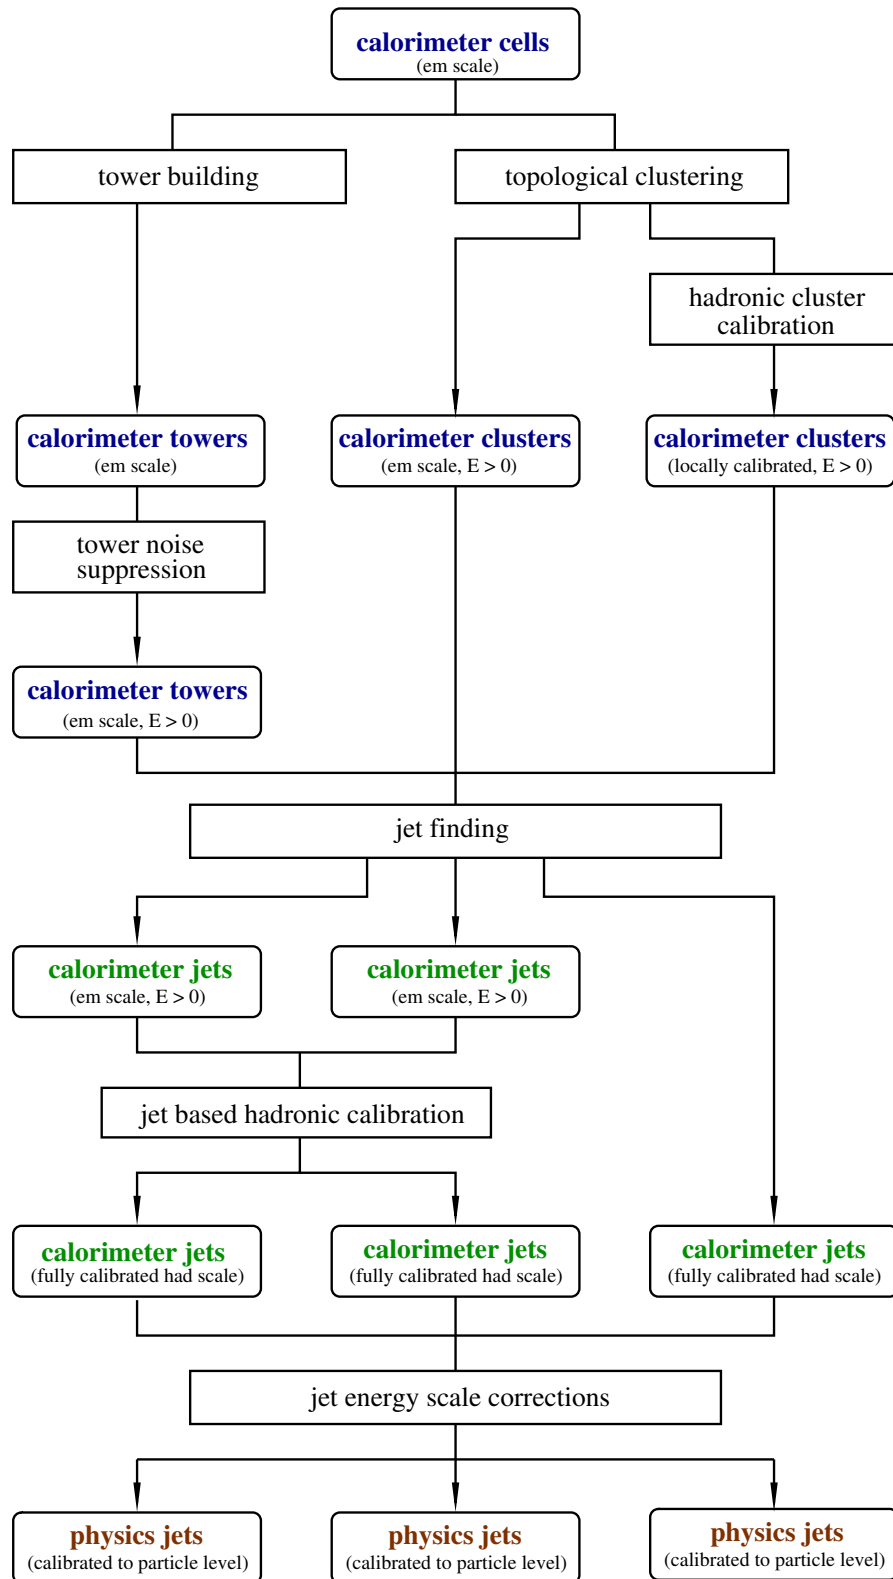 calorimeter cells
(em scale)
tower building
topological clustering
hadronic cluster
calibration
calorimeter towers
(em scale)
calorimeter clusters
(em scale, E > 0)
calorimeter clusters
(locally calibrated, E > 0)
tower noise
suppression
calorimeter towers
(em scale, E > 0)
jet finding
calorimeter jets
(em scale, E > 0)
calorimeter jets
(em scale, E > 0)
jet based hadronic calibration
calorimeter jets
(fully calibrated had scale)
calorimeter jets
(fully calibrated had scale)
calorimeter jets
(fully calibrated had scale)
jet energy scale corrections
physics jets
(calibrated to particle level)
physics jets
(calibrated to particle level)
physics jets
(calibrated to particle level)